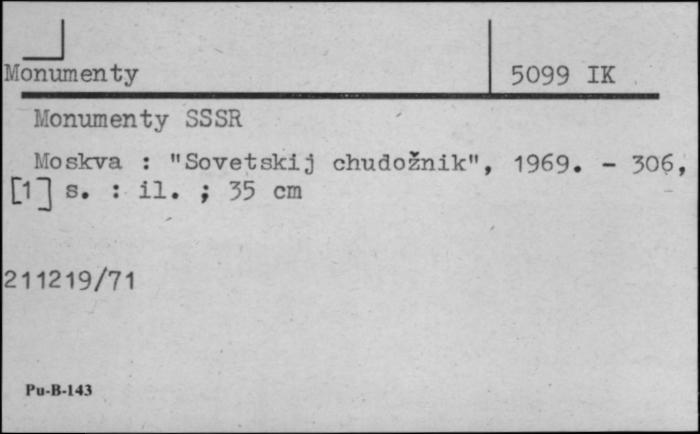 Monumenty 5099 IK
Monumenty SSSR
Moskva : "Sovetskij chudožnik", 1969. - 306,
[1] s. : il. ; 35 cm
211219/71
Pu-B-143